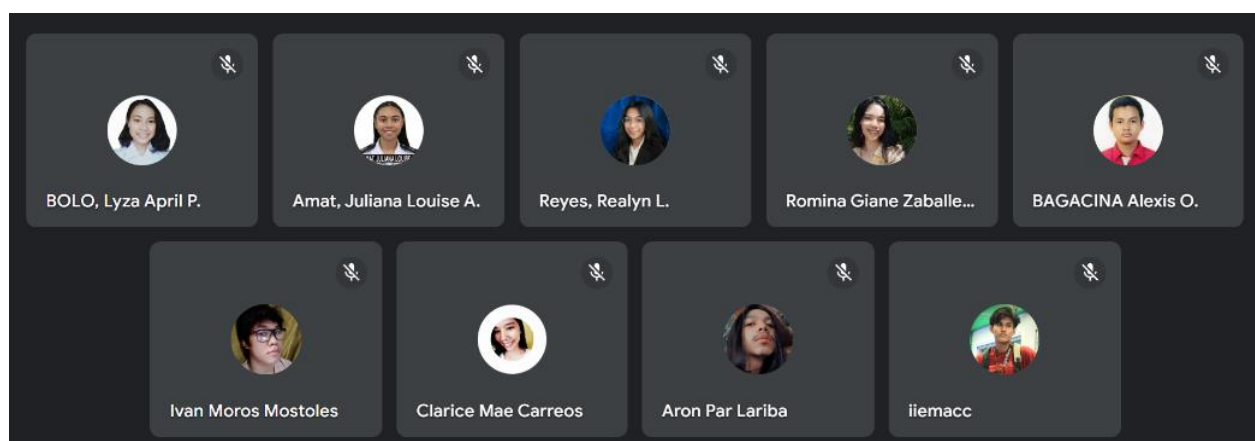 BOLO, Lyza April P.
Amat, Juliana Louise A.
Reyes, Realyn L.
Romina Giane Zaballe...
BAGACINA Alexis O.
Ivan Moros Mostoles
Clarice Mae Carreos
Aron Par Lariba
iiemacc